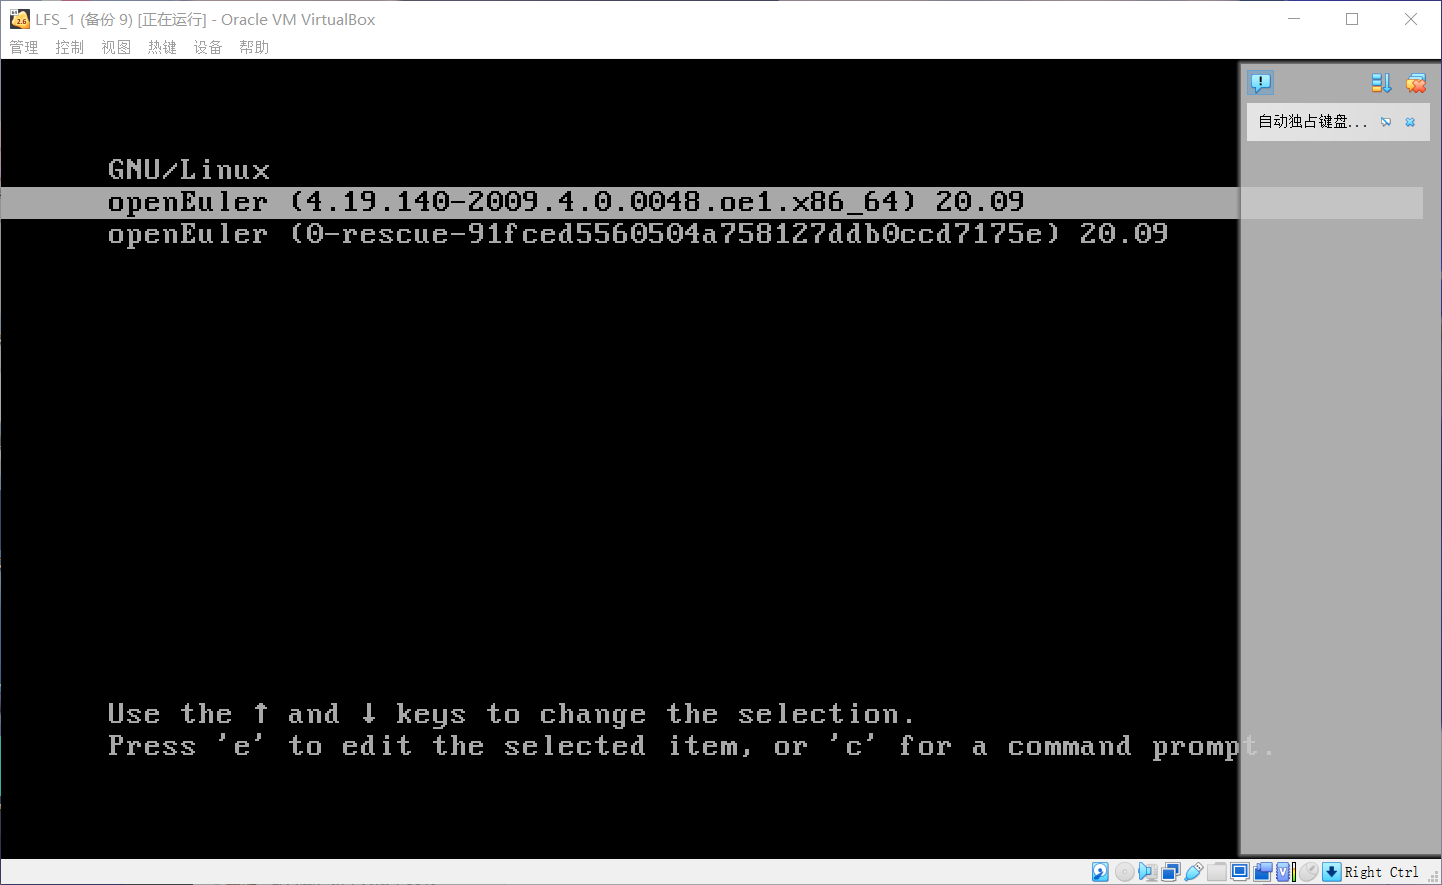 LFS_1 (备份 9) [正在运行] - Oracle VM VirtualBox
管理 控制 视图 热键 设备 帮助
自动独占键盘...
GNU/Linux
openEuler (4.19.140-2009.4.0.0048.oe1.x86_64) 20.09
openEuler (0-rescue-91fced5560504a758127ddb0ccd7175e) 20.09
Use the ↑ and ↓ keys to change the selection.
Press 'e' to edit the selected item, or 'c' for a command prompt.
Right Ctrl